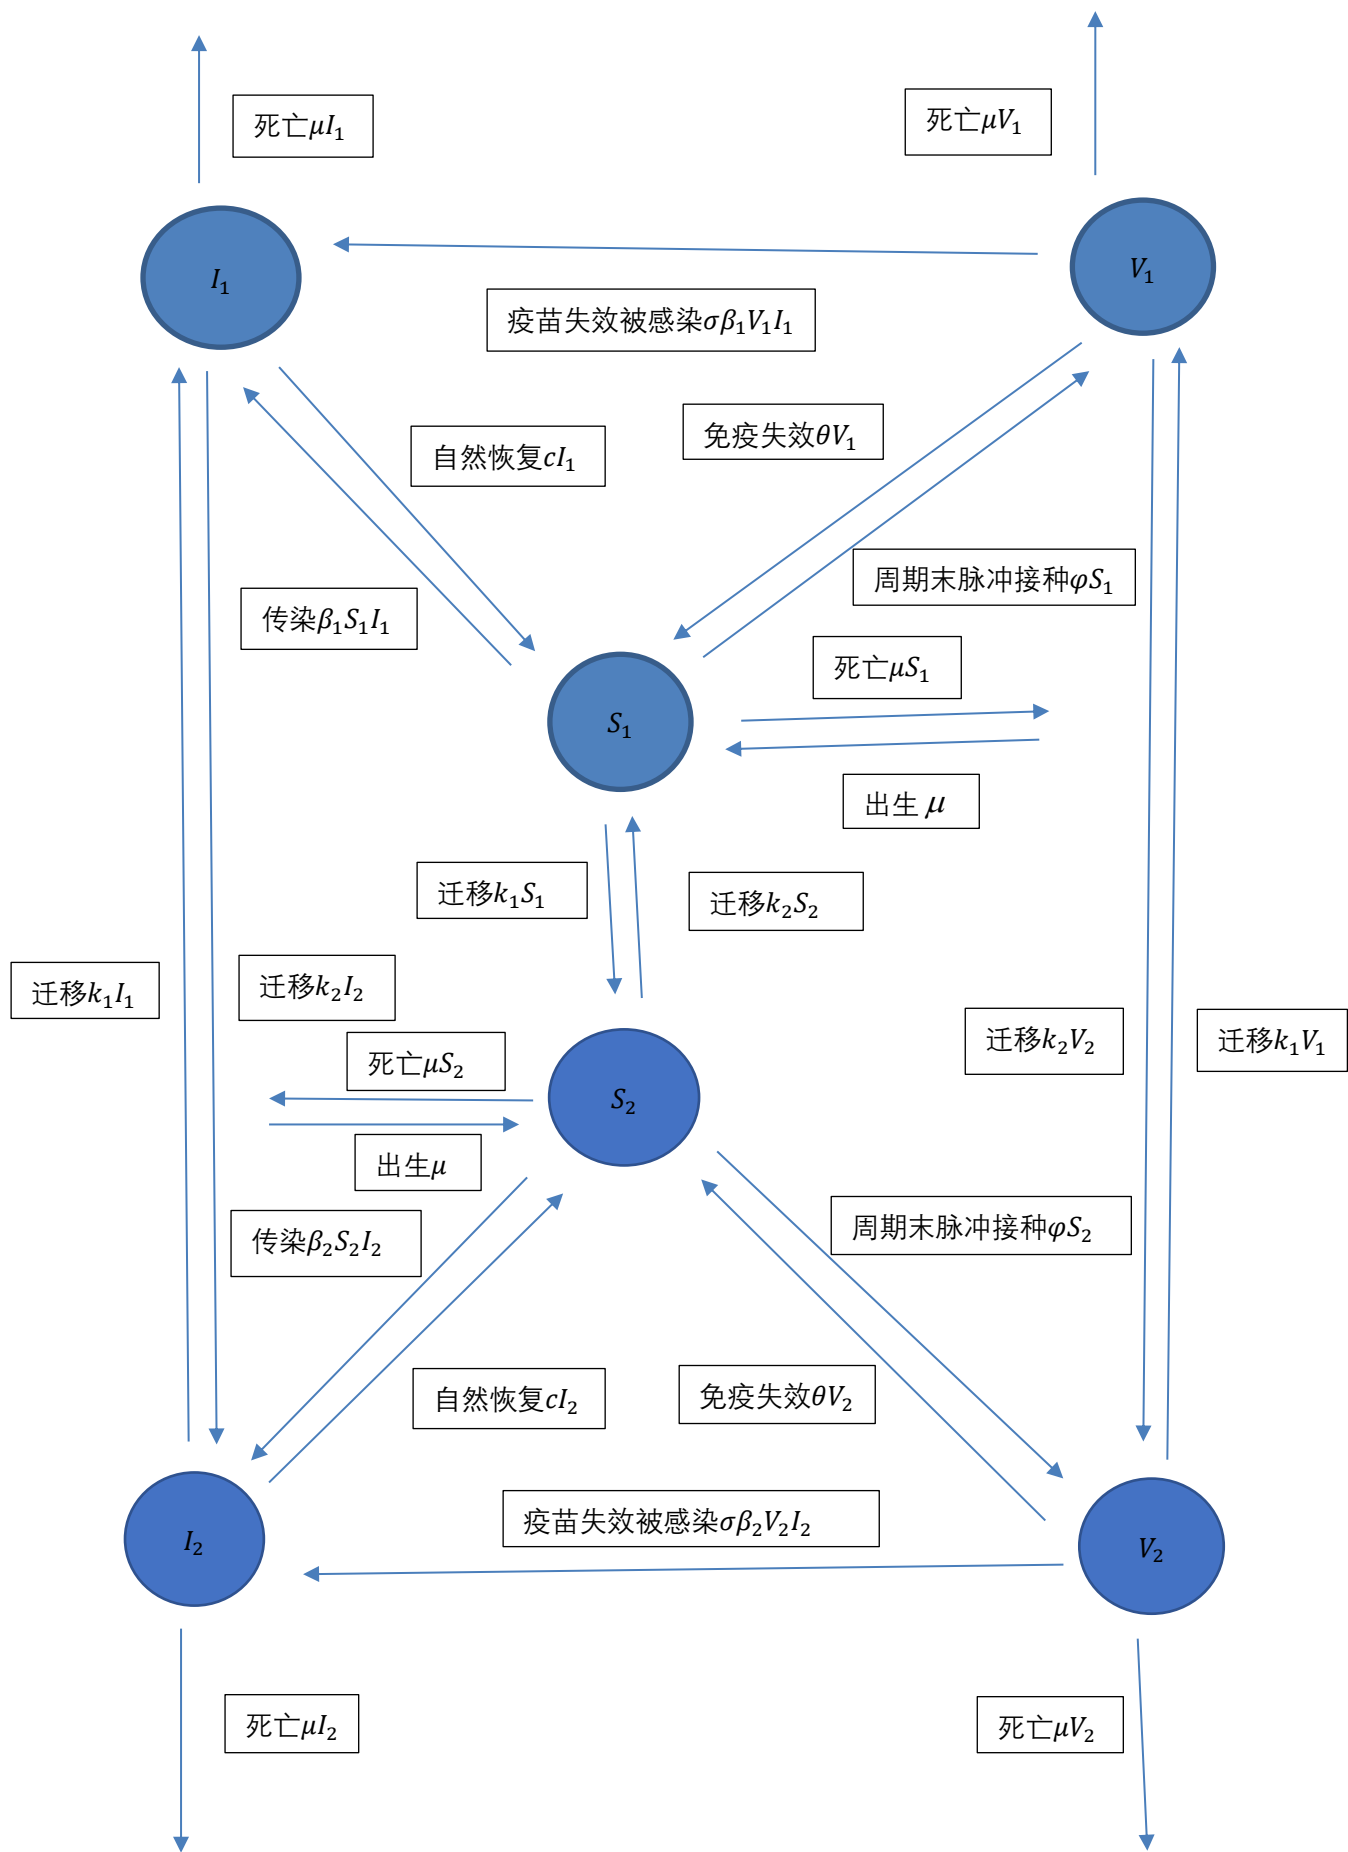 死亡μI₁
死亡μV₁
I₁
V₁
疫苗失效被感染σβ₁V₁I₁
免疫失效θV₁
自然恢复cI₁
周期末脉冲接种φS₁
传染β₁S₁I₁
死亡μS₁
S₁
出生 μ
迁移k₁S₁
迁移k₂S₂
迁移k₁I₁
迁移k₂I₂
迁移k₂V₂
迁移k₁V₁
死亡μS₂
S₂
出生μ
周期末脉冲接种φS₂
传染β₂S₂I₂
自然恢复cI₂
免疫失效θV₂
疫苗失效被感染σβ₂V₂I₂
I₂
V₂
死亡μI₂
死亡μV₂